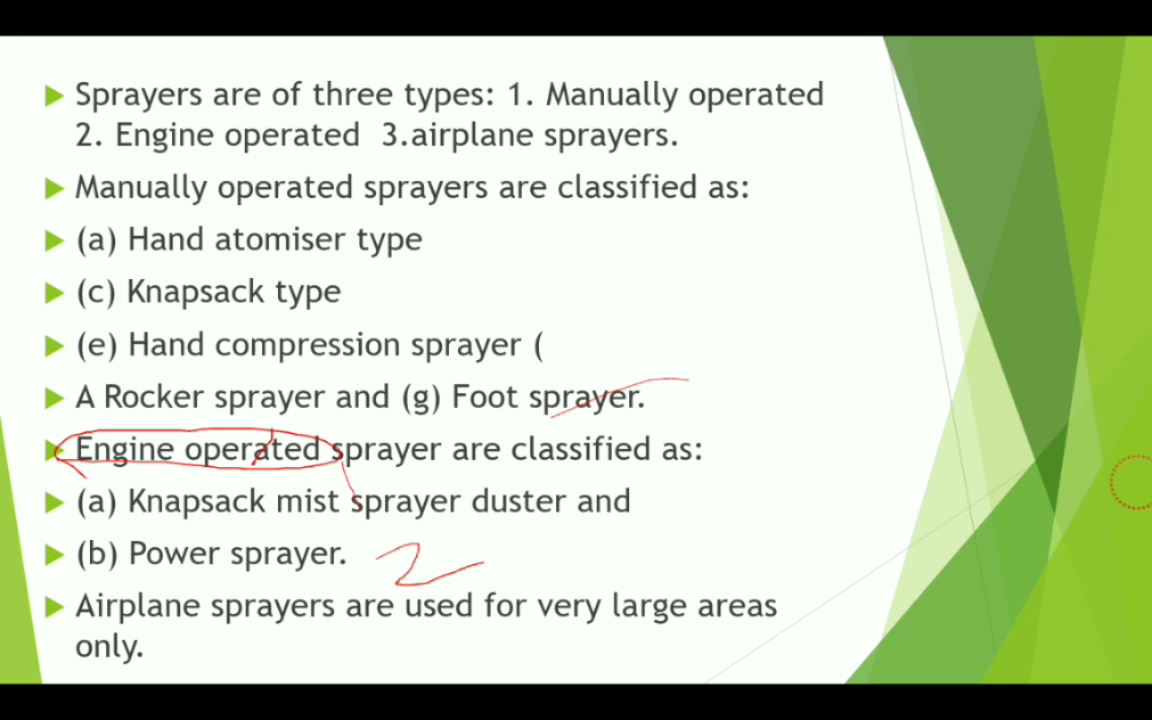 Sprayers are of three types: 1. Manually operated
2. Engine operated 3.airplane sprayers.
Manually operated sprayers are classified as:
(a) Hand atomiser type
(c) Knapsack type
(e) Hand compression sprayer (
A Rocker sprayer and (g) Foot sprayer.
Engine operated sprayer are classified as:
(a) Knapsack mist sprayer duster and
(b) Power sprayer. 2
Airplane sprayers are used for very large areas
only.